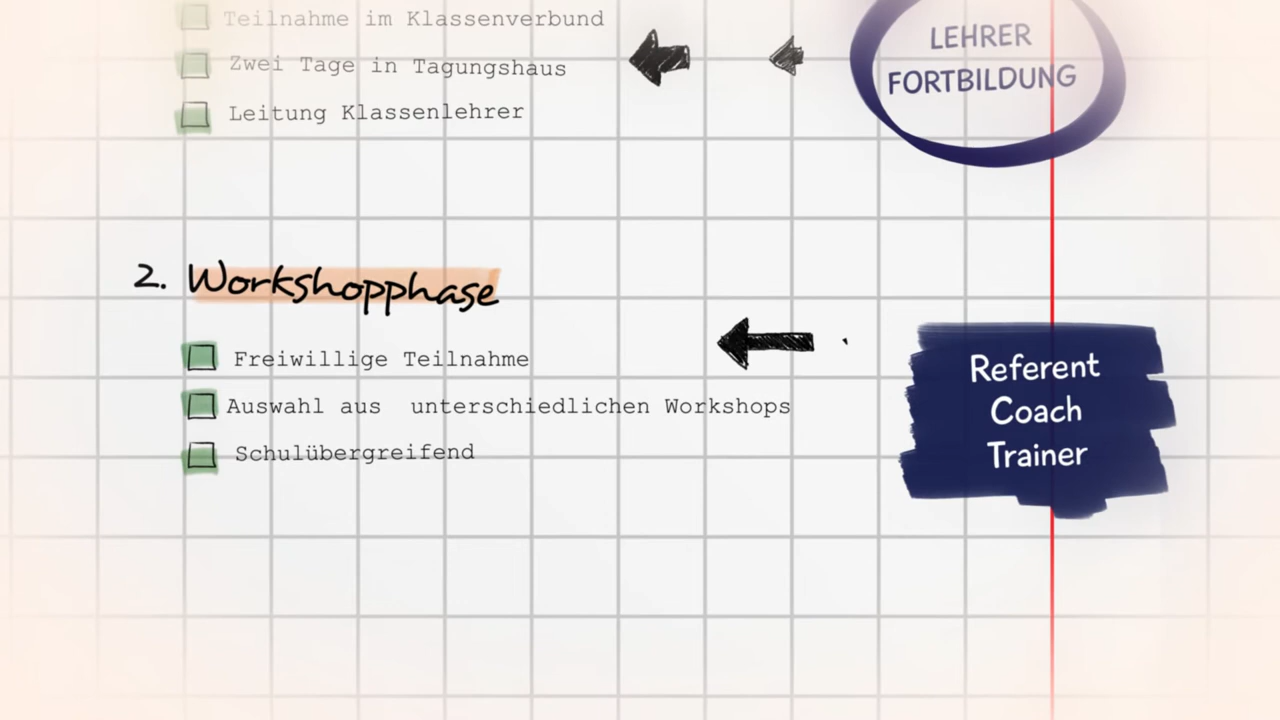 Teilnahme im Klassenverbund
Zwei Tage in Tagungshaus
Leitung Klassenlehrer
LEHRER
FORTBILDUNG
2. Workshopphase
Freiwillige Teilnahme
Auswahl aus unterschiedlichen Workshops
Schulübergreifend
Referent
Coach
Trainer